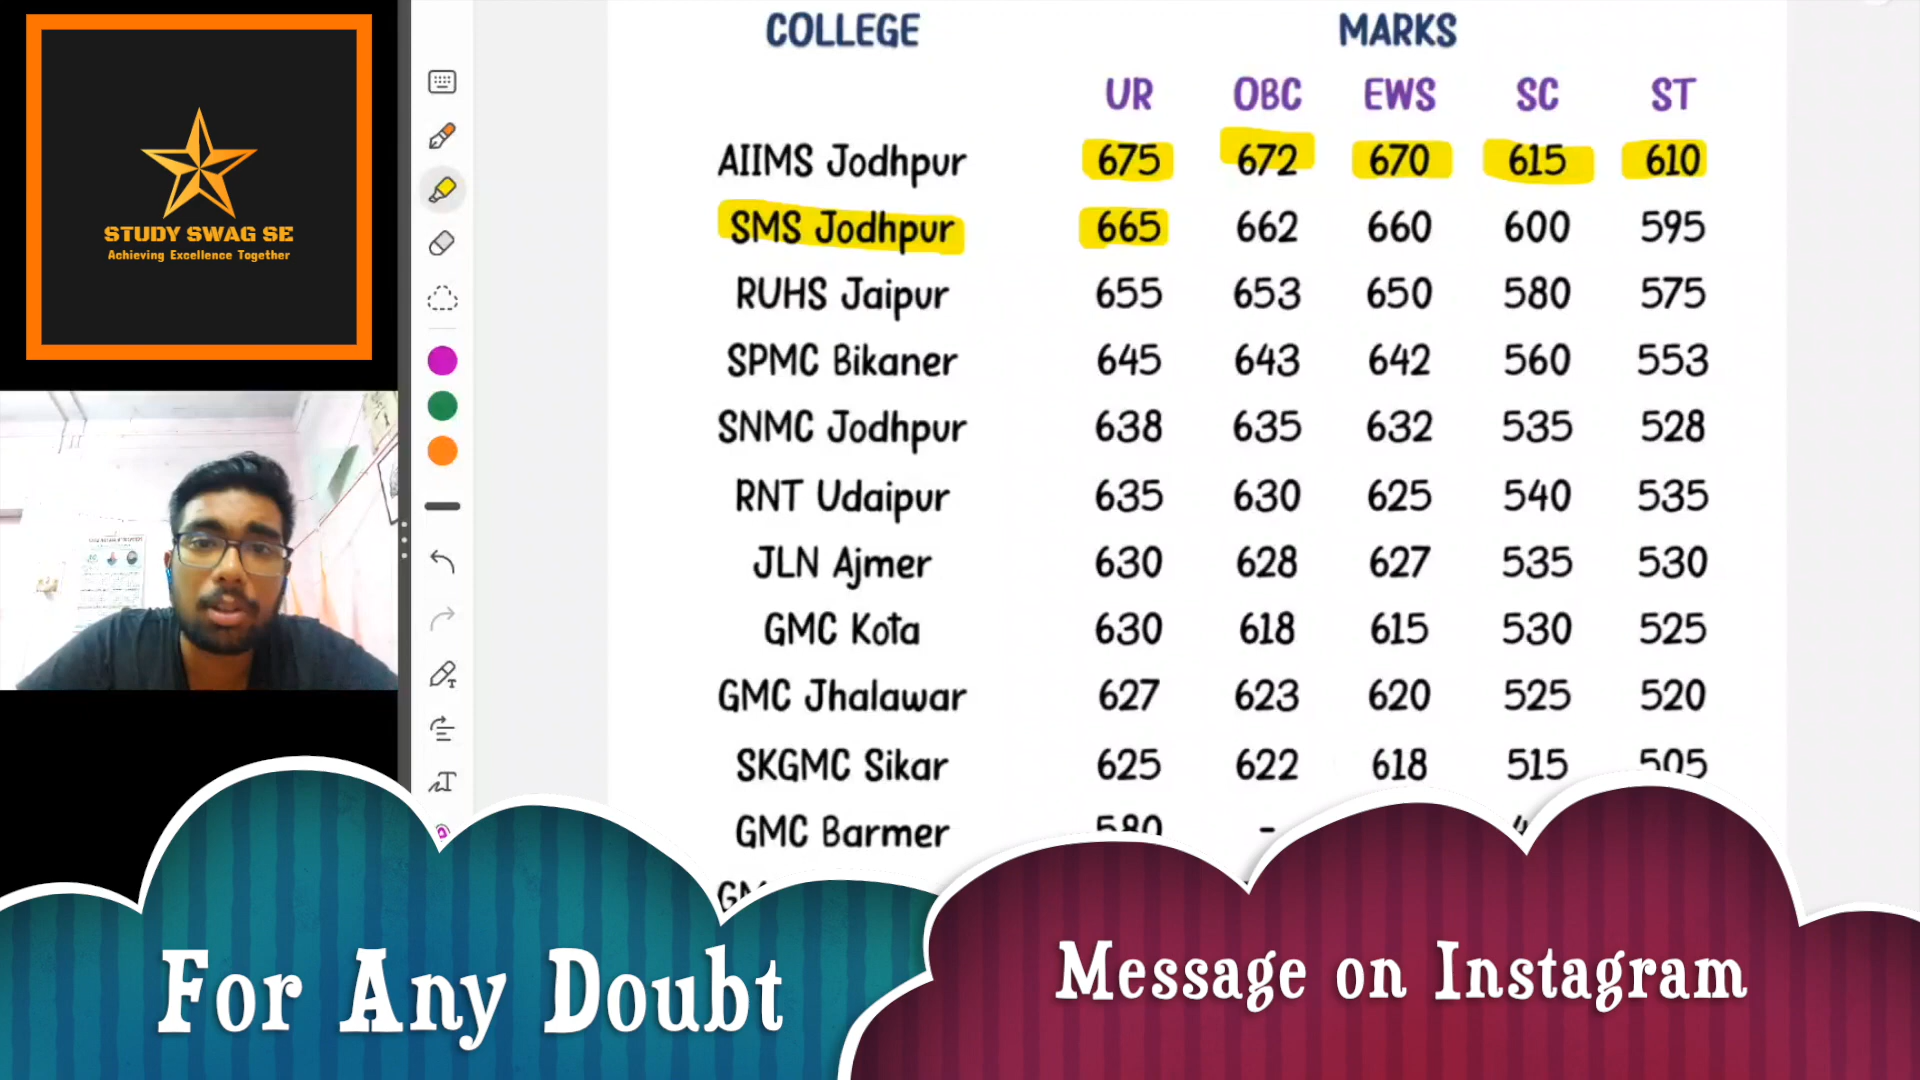 STUDY SWAG SE
Achieving Excellence Together
COLLEGE MARKS
UR OBC EWS SC ST
AIIMS Jodhpur 675 672 670 615 610
SMS Jodhpur 665 662 660 600 595
RUHS Jaipur 655 653 650 580 575
SPMC Bikaner 645 643 642 560 553
SNMC Jodhpur 638 635 632 535 528
RNT Udaipur 635 630 625 540 535
JLN Ajmer 630 628 627 535 530
GMC Kota 630 618 615 530 525
GMC Jhalawar 627 623 620 525 520
SKGMC Sikar 625 622 618 515 505
GMC Barmer 580 -
For Any Doubt
Message on Instagram